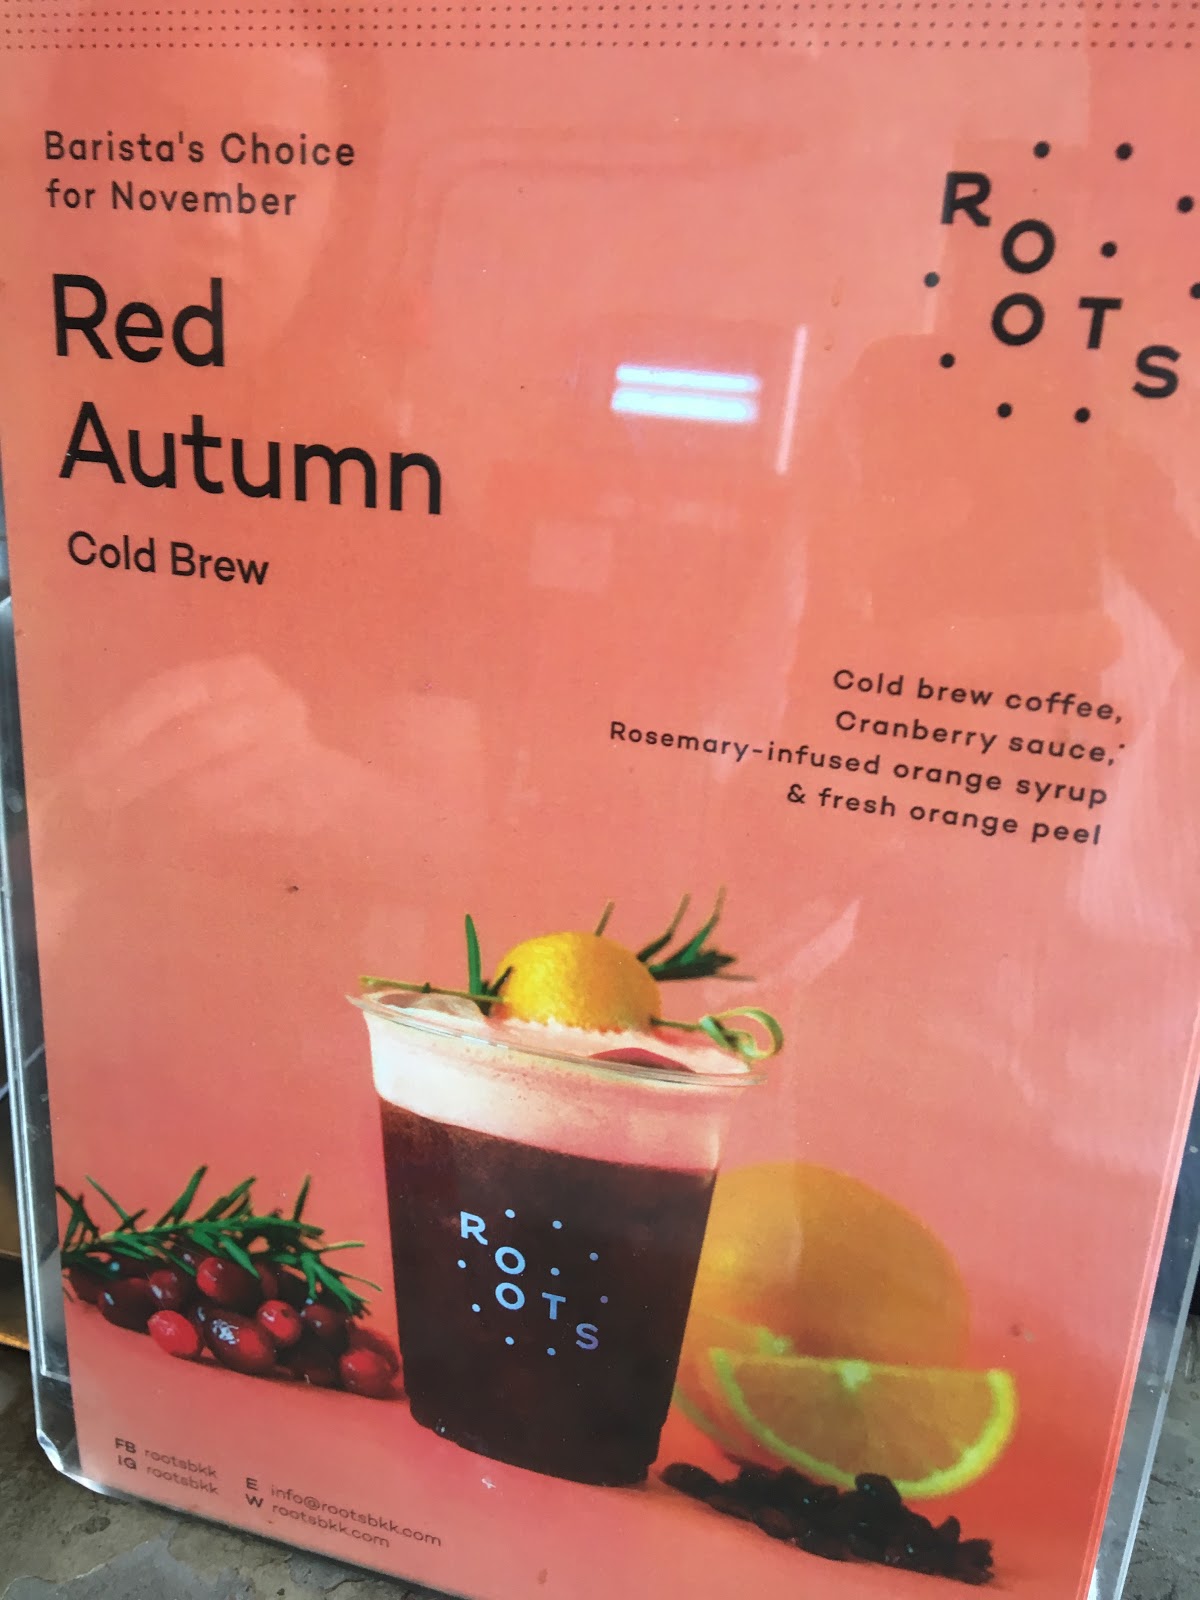 Barista's Choice
for November
Red
Autumn
Cold Brew
ROOTS
Cold brew coffee,
Cranberry sauce,
Rosemary-infused orange syrup
& fresh orange peel
ROOTS
FB rootsbkk
IG rootsbkk
E info@rootsbkk.com
W rootsbkk.com